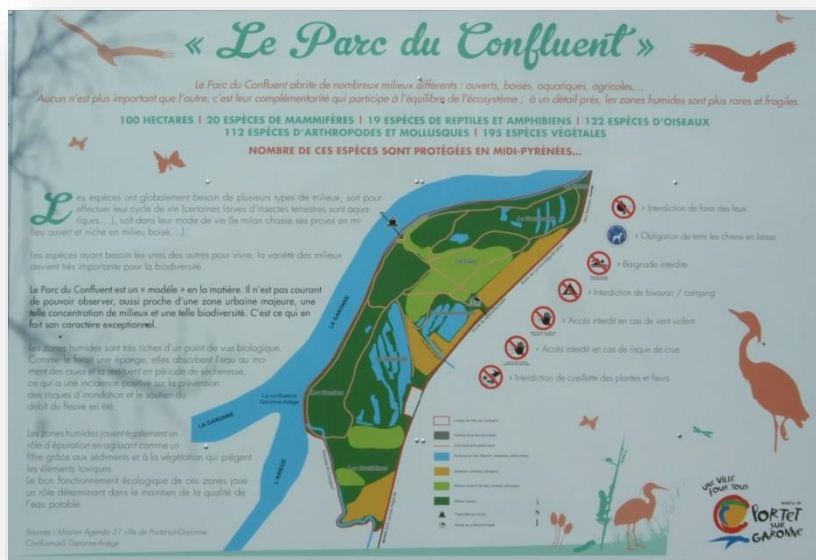 « Le Parc du Confluent »
Le Parc du Confluent abrite de nombreux milieux différents : ouverts, boisés, aquatiques, agricoles,...
Aucun n'est plus important que l'autre, c'est leur complémentarité qui participe à l'équilibre de l'écosystème ; à un détail près, les zones humides sont plus rares et fragiles.
100 HECTARES | 20 ESPÈCES DE MAMMIFÈRES | 19 ESPÈCES DE REPTILES ET AMPHIBIENS | 122 ESPÈCES D'OISEAUX
112 ESPÈCES D'ARTHROPODES ET MOLLUSQUES | 195 ESPÈCES VÉGÉTALES
NOMBRE DE CES ESPÈCES SONT PROTÉGÉES EN MIDI-PYRÉNÉES...
Les espèces ont globalement besoin de plusieurs types de milieux, soit pour
effectuer leur cycle de vie (certaines larves d'insectes terrestres sont aqua-
tiques,...), soit dans leur mode de vie (le milan chasse ses proies en mi-
lieu ouvert et niche en milieu boisé,...).
Les espèces ayant besoin les unes des autres pour vivre, la variété des milieux
devient très importante pour la biodiversité.
Le Parc du Confluent est un « modèle » en la matière. Il n'est pas courant
de pouvoir observer, aussi proche d'une zone urbaine majeure, une
telle concentration de milieux et une telle biodiversité. C'est ce qui en
fait son caractère exceptionnel.
Les zones humides sont très riches d'un point de vue biologique.
Comme le ferait une éponge, elles absorbent l'eau au mo-
ment des crues et la restituent en période de sécheresse,
ce qui a une incidence positive sur la prévention
des risques d'inondation et le soutien du
débit du fleuve en été.
Les zones humides jouent également un
rôle d'épuration en agissant comme un
filtre grâce aux sédiments et à la végétation qui piègent
les éléments toxiques.
Le bon fonctionnement écologique de ces zones joue
un rôle déterminant dans le maintien de la qualité de
l'eau potable.
Sources : Mission Agenda 21 ville de Portet-sur-Garonne,
LA GARONNE
La confluence
Garonne-Ariège
LA GARONNE
L'ARIÈGE
> Interdiction de faire des feux
> Obligation de tenir les chiens en laisse
> Baignade interdite
> Interdiction de bivouac / camping
> Accès interdit en cas de vent violent
> Accès interdit en cas de risque de crue
> Interdiction de cueillette des plantes et fleurs
UNE VILLE
POUR TOUS
PORTET
SUR
GARONNE